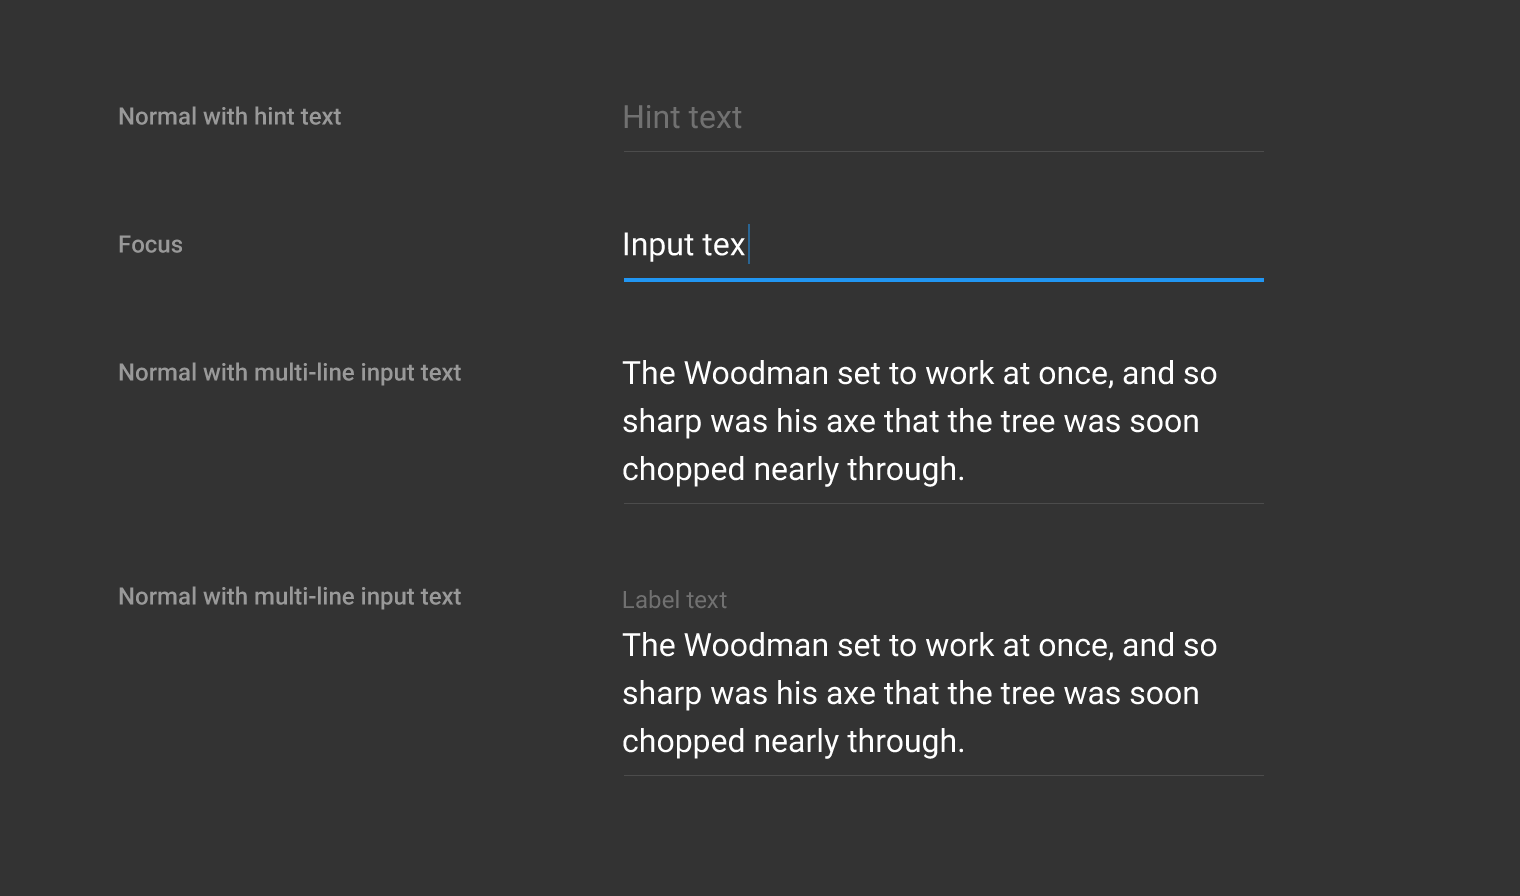 Normal with hint text
Hint text
Focus
Input tex
Normal with multi-line input text
The Woodman set to work at once, and so
sharp was his axe that the tree was soon
chopped nearly through.
Normal with multi-line input text
Label text
The Woodman set to work at once, and so
sharp was his axe that the tree was soon
chopped nearly through.